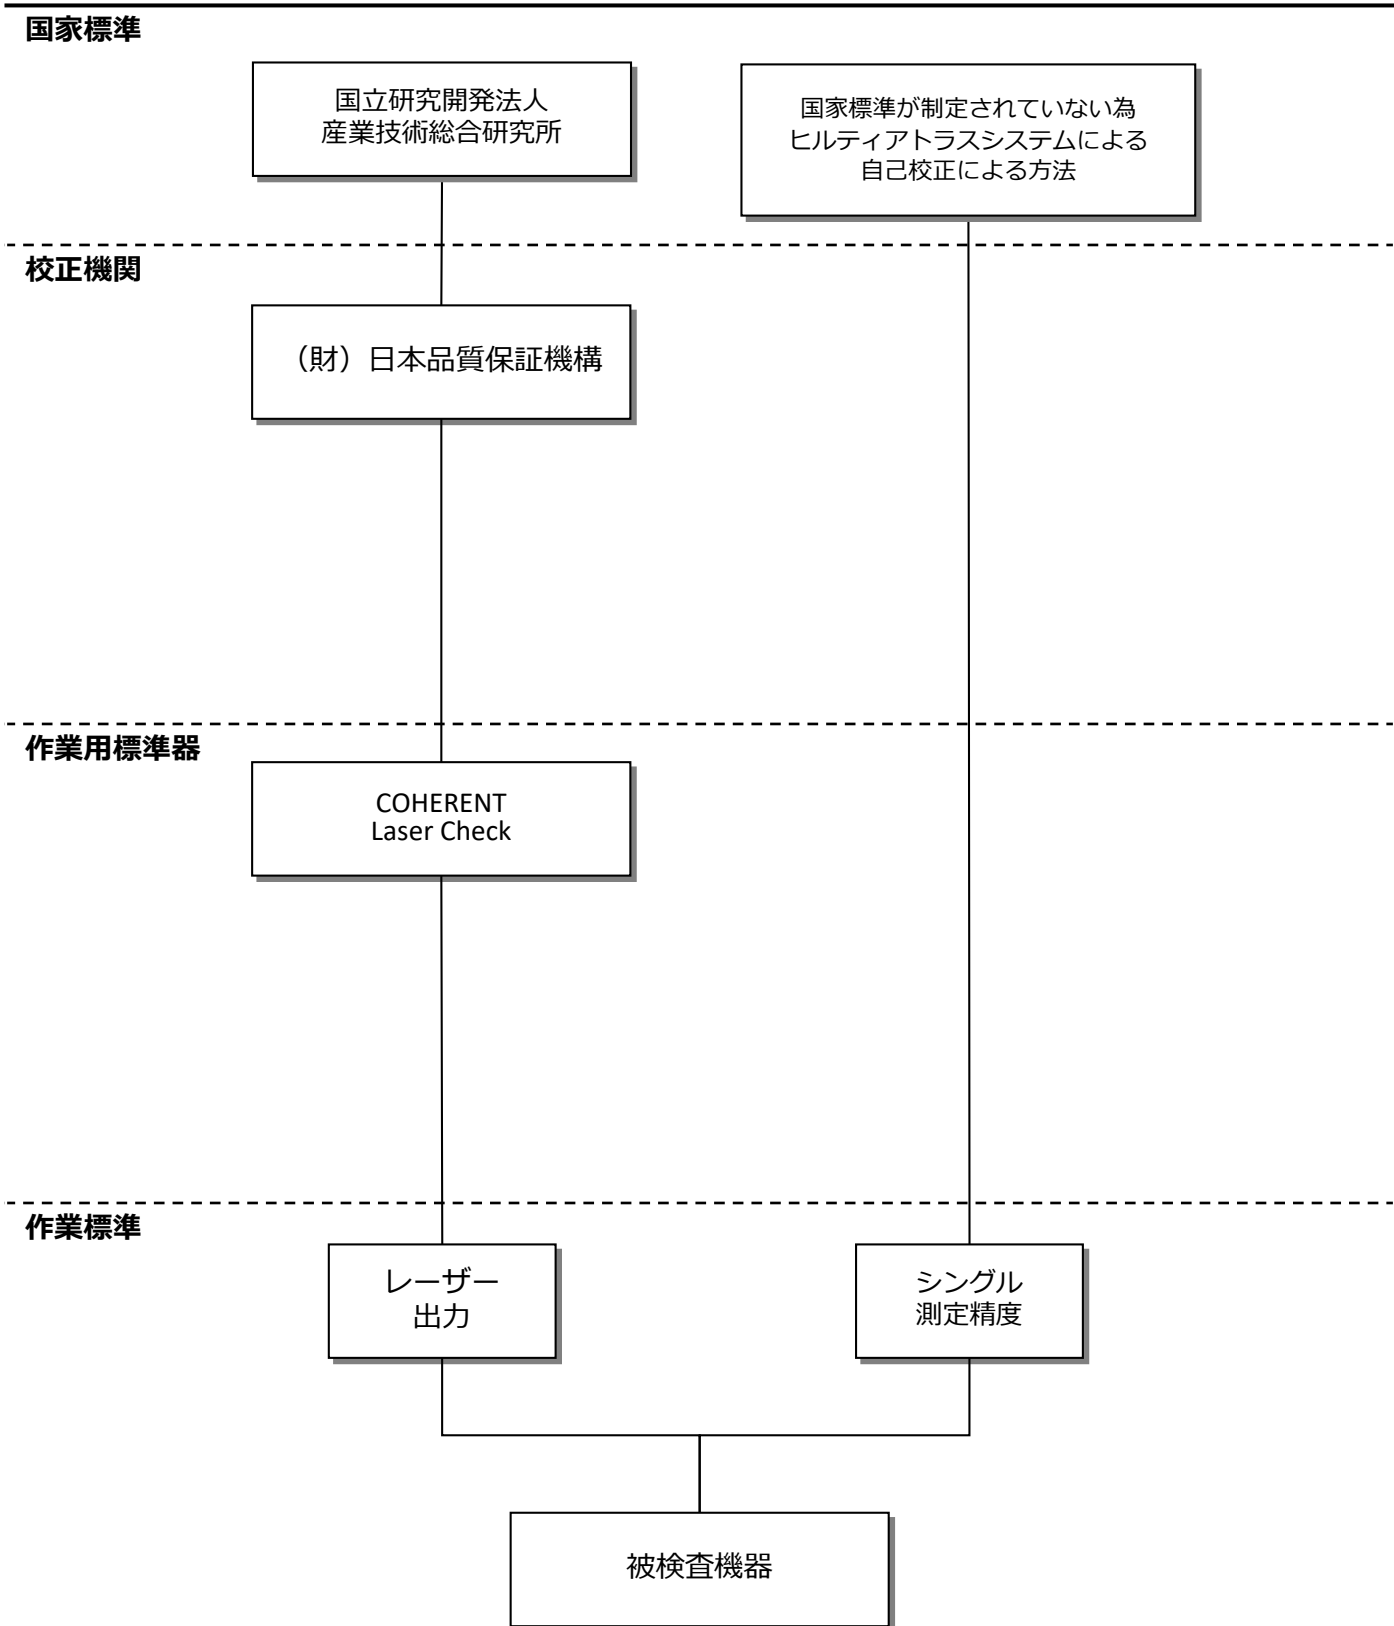 国家標準
国立研究開発法人
産業技術総合研究所
国家標準が制定されていない為
ヒルティアトラスシステムによる
自己校正による方法
校正機関
（財）日本品質保証機構
作業用標準器
COHERENT
Laser Check
作業標準
レーザー
出力
シングル
測定精度
被検査機器